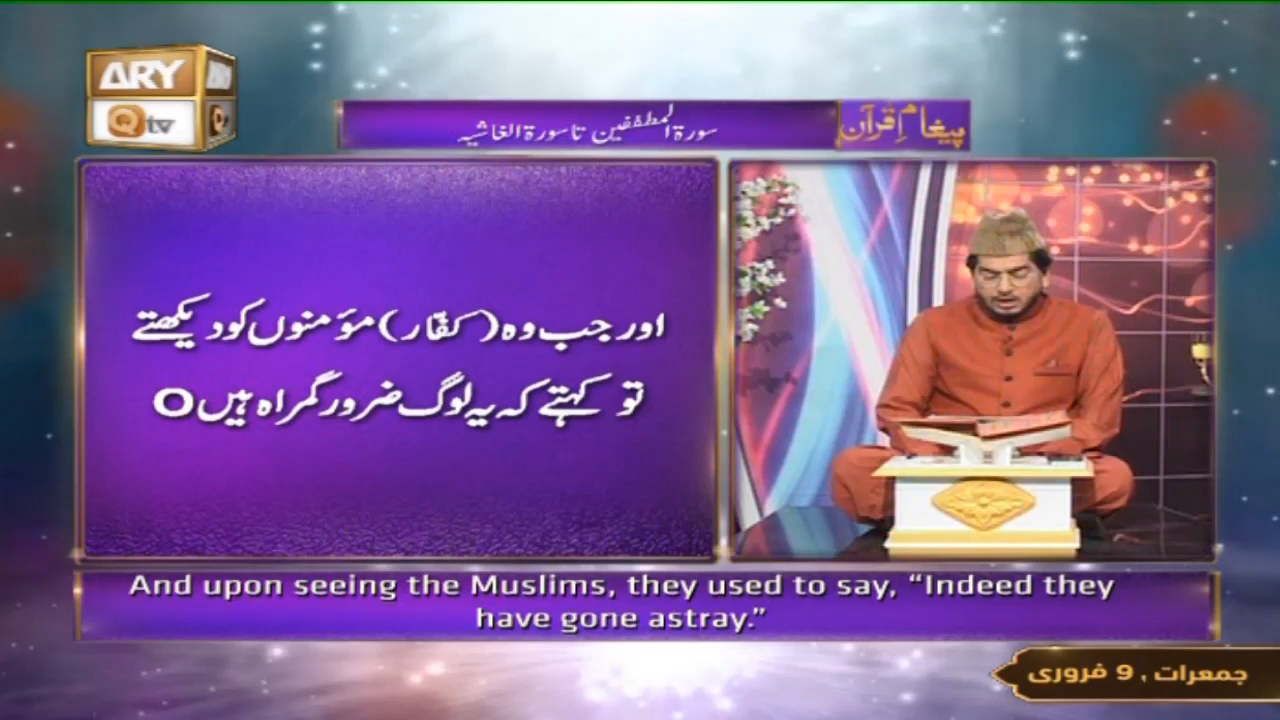 ARY
Qtv
پیغام قرآن
سورۃ المطففین تا سورۃ الغاشیہ
اور جب وہ (کفّار) مؤمنوں کو دیکھتے
تو کہتے کہ یہ لوگ ضرور گمراہ ہیں O
And upon seeing the Muslims, they used to say, “Indeed they
have gone astray.”
جمعرات , 9 فروری